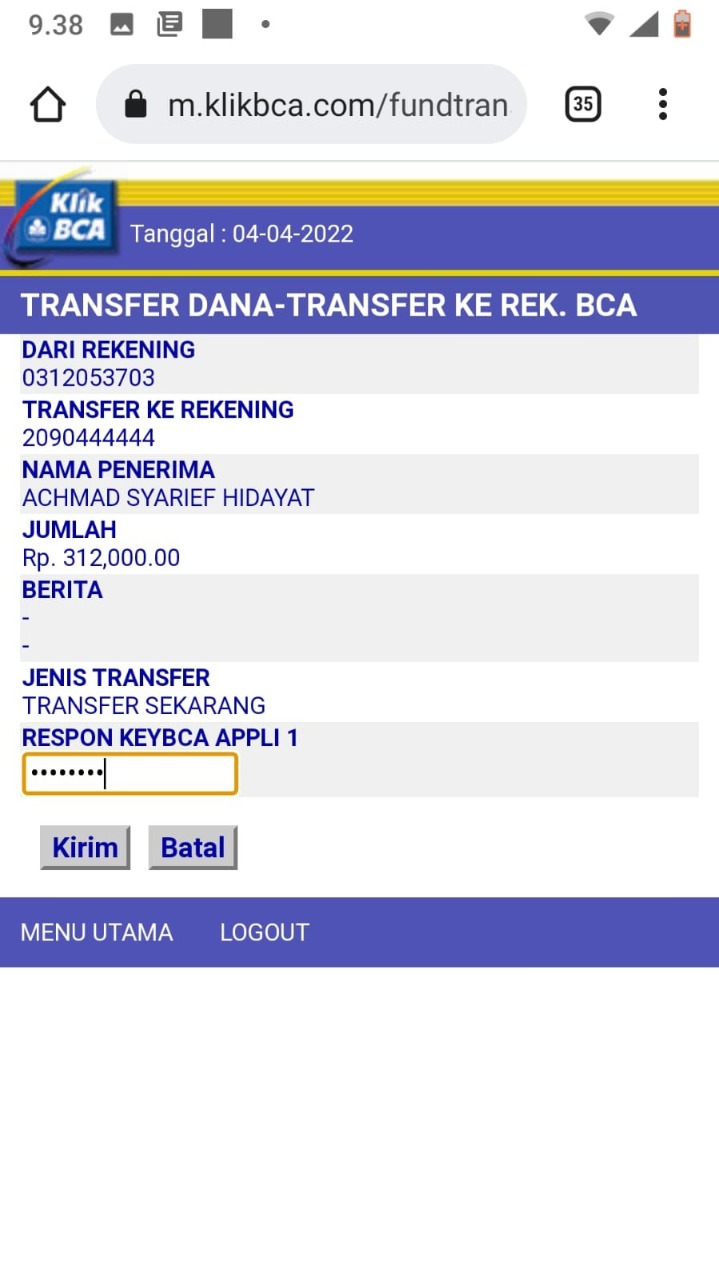 9.38
m.klikbca.com/fundtran
35
Klik
BCA
Tanggal : 04-04-2022
TRANSFER DANA-TRANSFER KE REK. BCA
DARI REKENING
0312053703
TRANSFER KE REKENING
2090444444
NAMA PENERIMA
ACHMAD SYARIEF HIDAYAT
JUMLAH
Rp. 312,000.00
BERITA
-
-
JENIS TRANSFER
TRANSFER SEKARANG
RESPON KEYBCA APPLI 1
••••••••
Kirim Batal
MENU UTAMA LOGOUT